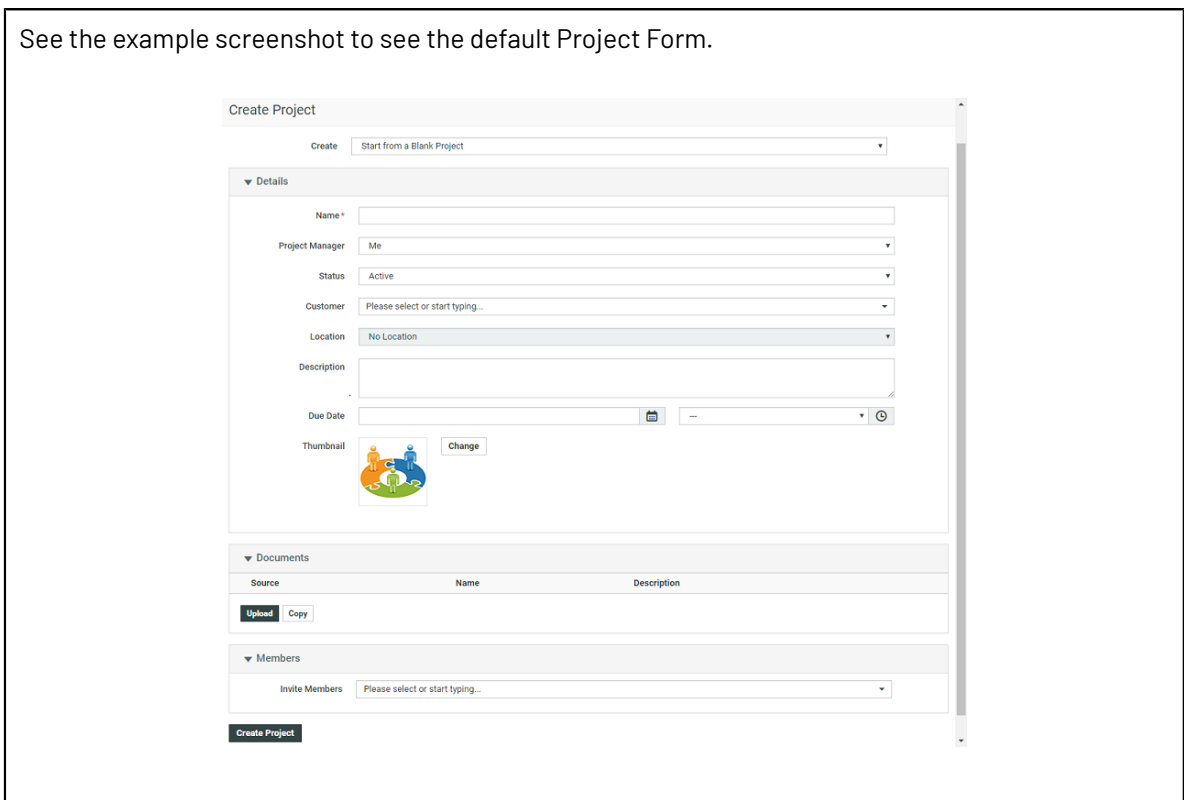 See the example screenshot to see the default Project Form.
Create Project
Create Start from a Blank Project
Details
Name*
Project Manager Me
Status Active
Customer Please select or start typing...
Location No Location
Description
Due Date ---
Thumbnail Change
Documents
Source Name Description
Upload Copy
Members
Invite Members Please select or start typing...
Create Project